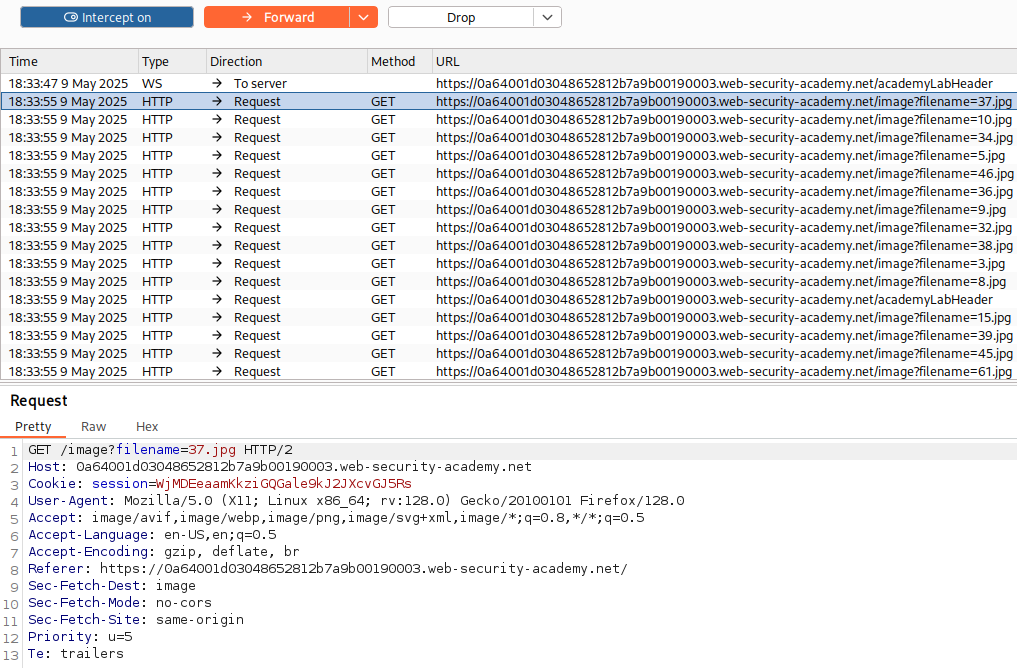 Intercept on Forward Drop
Time Type Direction Method URL
18:33:47 9 May 2025 WS → To server https://0a64001d03048652812b7a9b00190003.web-security-academy.net/academyLabHeader
18:33:55 9 May 2025 HTTP → Request GET https://0a64001d03048652812b7a9b00190003.web-security-academy.net/image?filename=37.jpg
18:33:55 9 May 2025 HTTP → Request GET https://0a64001d03048652812b7a9b00190003.web-security-academy.net/image?filename=10.jpg
18:33:55 9 May 2025 HTTP → Request GET https://0a64001d03048652812b7a9b00190003.web-security-academy.net/image?filename=34.jpg
18:33:55 9 May 2025 HTTP → Request GET https://0a64001d03048652812b7a9b00190003.web-security-academy.net/image?filename=5.jpg
18:33:55 9 May 2025 HTTP → Request GET https://0a64001d03048652812b7a9b00190003.web-security-academy.net/image?filename=46.jpg
18:33:55 9 May 2025 HTTP → Request GET https://0a64001d03048652812b7a9b00190003.web-security-academy.net/image?filename=36.jpg
18:33:55 9 May 2025 HTTP → Request GET https://0a64001d03048652812b7a9b00190003.web-security-academy.net/image?filename=9.jpg
18:33:55 9 May 2025 HTTP → Request GET https://0a64001d03048652812b7a9b00190003.web-security-academy.net/image?filename=32.jpg
18:33:55 9 May 2025 HTTP → Request GET https://0a64001d03048652812b7a9b00190003.web-security-academy.net/image?filename=38.jpg
18:33:55 9 May 2025 HTTP → Request GET https://0a64001d03048652812b7a9b00190003.web-security-academy.net/image?filename=3.jpg
18:33:55 9 May 2025 HTTP → Request GET https://0a64001d03048652812b7a9b00190003.web-security-academy.net/image?filename=8.jpg
18:33:55 9 May 2025 HTTP → Request GET https://0a64001d03048652812b7a9b00190003.web-security-academy.net/academyLabHeader
18:33:55 9 May 2025 HTTP → Request GET https://0a64001d03048652812b7a9b00190003.web-security-academy.net/image?filename=15.jpg
18:33:55 9 May 2025 HTTP → Request GET https://0a64001d03048652812b7a9b00190003.web-security-academy.net/image?filename=39.jpg
18:33:55 9 May 2025 HTTP → Request GET https://0a64001d03048652812b7a9b00190003.web-security-academy.net/image?filename=45.jpg
18:33:55 9 May 2025 HTTP → Request GET https://0a64001d03048652812b7a9b00190003.web-security-academy.net/image?filename=61.jpg
Request
Pretty Raw Hex
1 GET /image?filename=37.jpg HTTP/2
2 Host: 0a64001d03048652812b7a9b00190003.web-security-academy.net
3 Cookie: session=WjMDEeaamKkziGQGale9kJ2JXcvGJ5Rs
4 User-Agent: Mozilla/5.0 (X11; Linux x86_64; rv:128.0) Gecko/20100101 Firefox/128.0
5 Accept: image/avif,image/webp,image/png,image/svg+xml,image/*;q=0.8,*/*;q=0.5
6 Accept-Language: en-US,en;q=0.5
7 Accept-Encoding: gzip, deflate, br
8 Referer: https://0a64001d03048652812b7a9b00190003.web-security-academy.net/
9 Sec-Fetch-Dest: image
10 Sec-Fetch-Mode: no-cors
11 Sec-Fetch-Site: same-origin
12 Priority: u=5
13 Te: trailers